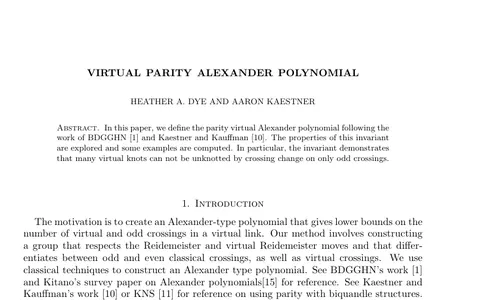 VIRTUAL PARITY ALEXANDER POLYNOMIAL
HEATHER A. DYE AND AARON KAESTNER
Abstract. In this paper, we define the parity virtual Alexander polynomial following the
work of BDGGHN [1] and Kaestner and Kauffman [10]. The properties of this invariant
are explored and some examples are computed. In particular, the invariant demonstrates
that many virtual knots can not be unknotted by crossing change on only odd crossings.
1. Introduction
The motivation is to create an Alexander-type polynomial that gives lower bounds on the
number of virtual and odd crossings in a virtual link. Our method involves constructing
a group that respects the Reidemeister and virtual Reidemeister moves and that differ-
entiates between odd and even classical crossings, as well as virtual crossings. We use
classical techniques to construct an Alexander type polynomial. See BDGGHN's work [1]
and Kitano's survey paper on Alexander polynomials[15] for reference. See Kaestner and
Kauffman's work [10] or KNS [11] for reference on using parity with biquandle structures.